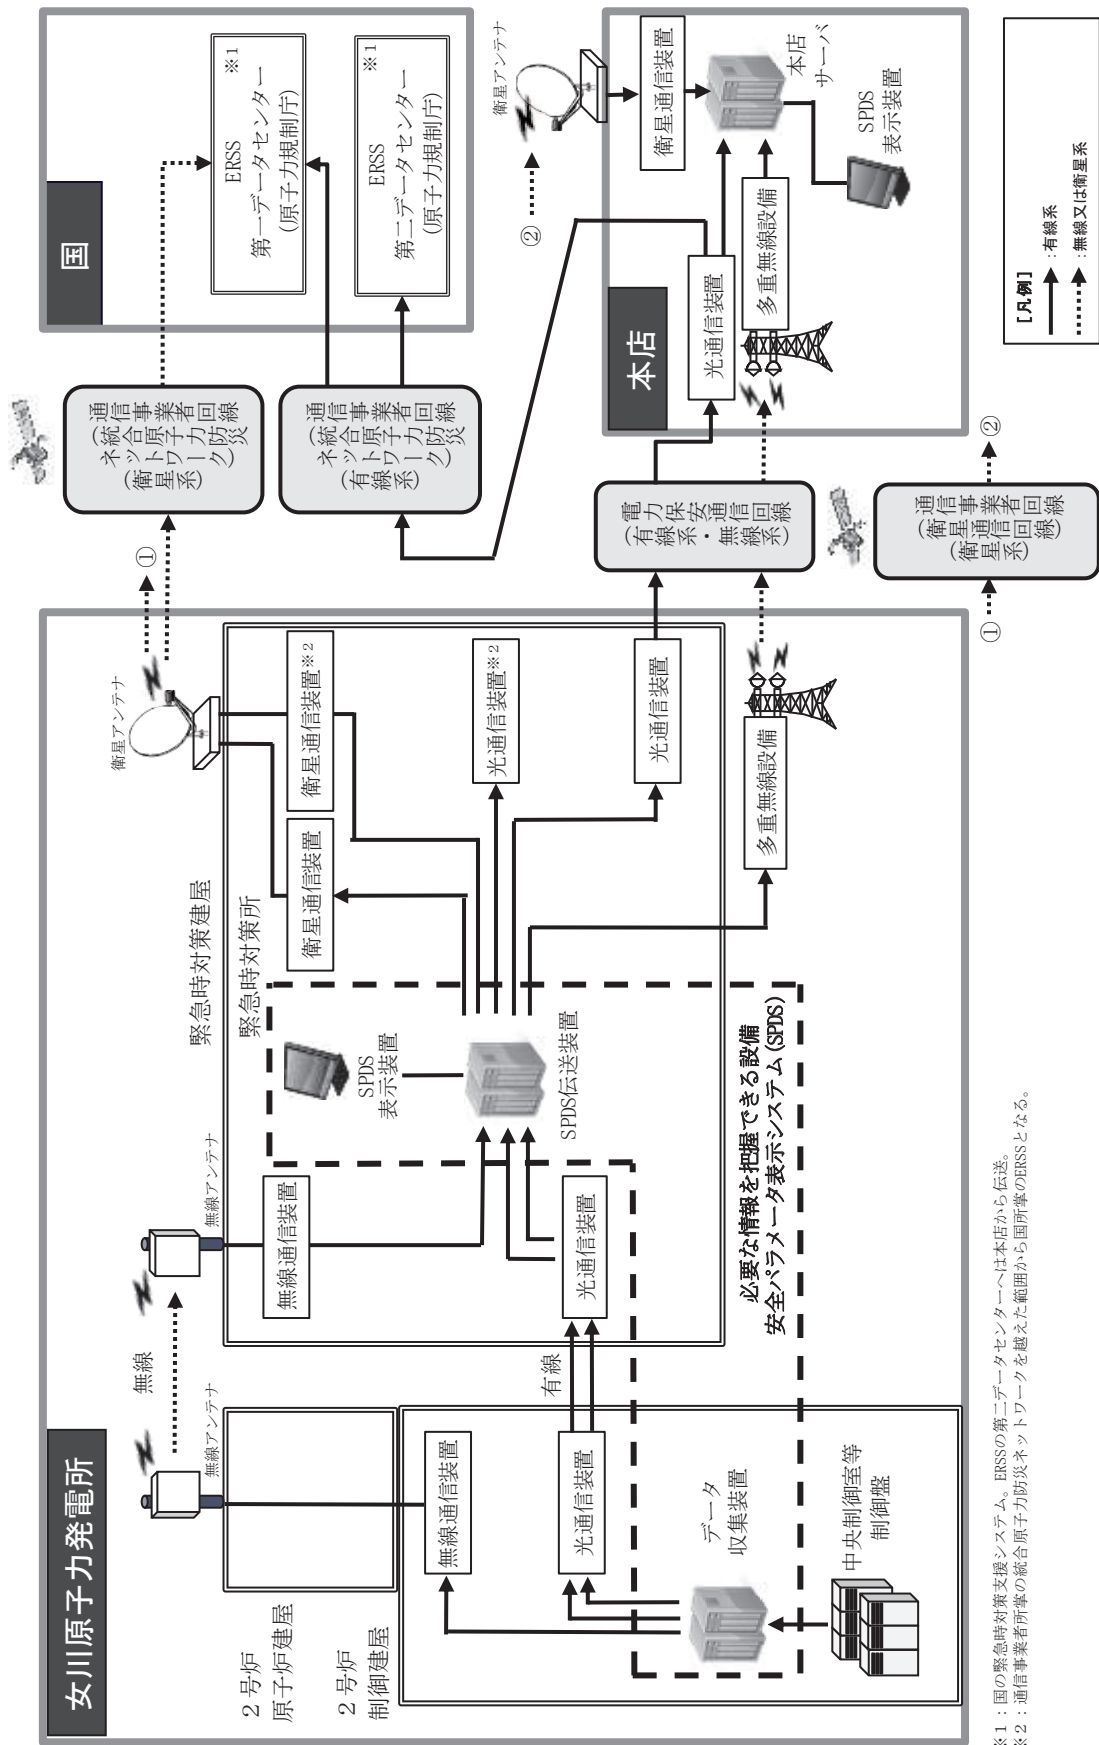 女川原子力発電所
2号炉
原子炉建屋
2号炉
制御建屋
無線アンテナ
無線
無線アンテナ
無線通信装置
光通信装置
有線
データ
収集装置
中央制御室等
制御盤
緊急時対策建屋
緊急時対策所
無線通信装置
光通信装置
SPDS
表示装置
SPDS伝送装置
必要な情報を把握できる設備
安全パラメータ表示システム(SPDS)
衛星アンテナ
衛星通信装置
衛星通信装置※2
光通信装置※2
光通信装置
多重無線設備
①
通信事業者回線
(統合原子力防災
ネットワーク)
(衛星系)
通信事業者回線
(統合原子力防災
ネットワーク)
(有線系)
電力保安通信回線
(有線系・無線系)
①
通信事業者回線
(衛星通信回線)
(衛星系)
②
国
ERSS ※1
第一データセンター
(原子力規制庁)
ERSS ※1
第二データセンター
(原子力規制庁)
本店
②
衛星アンテナ
衛星通信装置
光通信装置
多重無線設備
本店
サーバ
SPDS
表示装置
[凡例]
:有線系
:無線又は衛星系
※1:国の緊急時対策支援システム。ERSSの第二データセンターへは本店から伝送。
※2:通信事業者所掌の統合原子力防災ネットワークを越えた範囲から国所掌のERSSとなる。